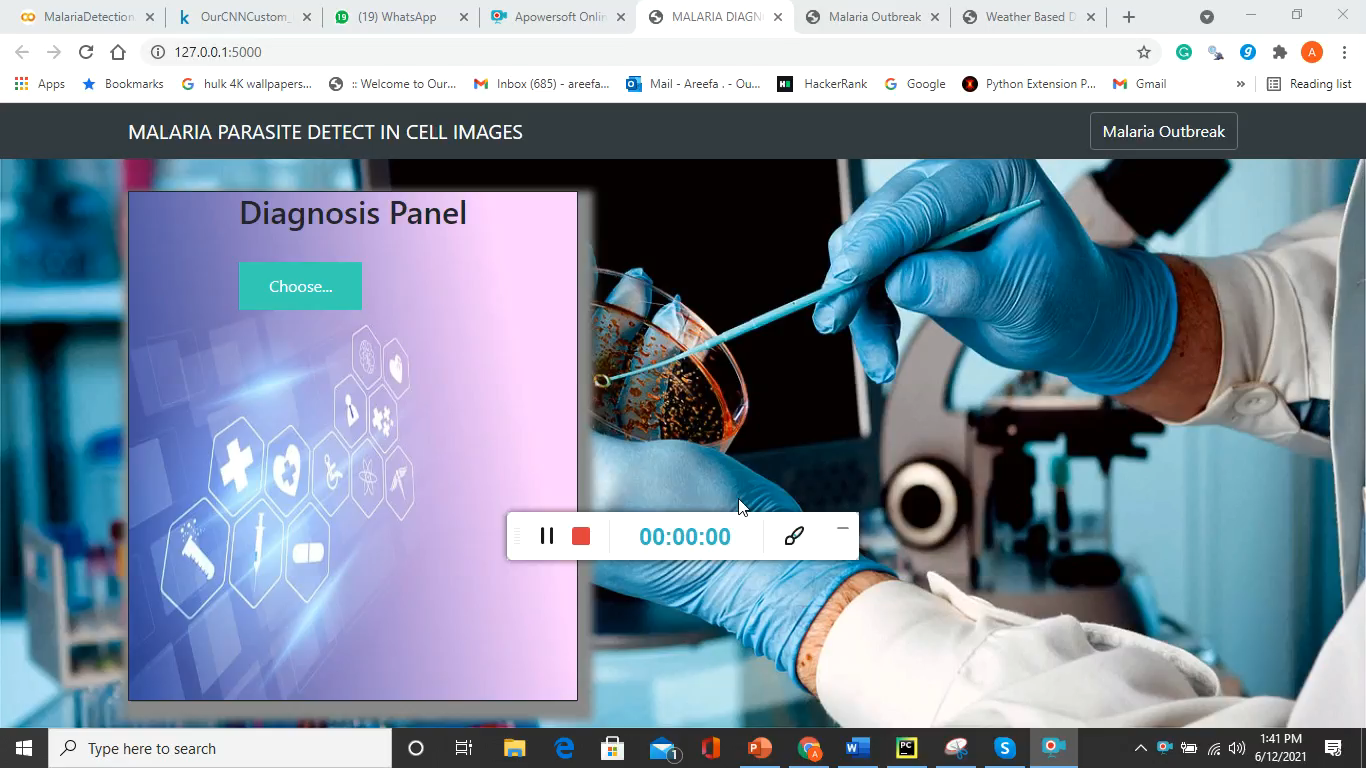 MalariaDetection
OurCNNCustom_
(19) WhatsApp
Apowersoft Onlin
MALARIA DIAGN
Malaria Outbreak
Weather Based D
127.0.0.1:5000
A
Apps
Bookmarks
hulk 4K wallpapers...
:: Welcome to Our...
Inbox (685) - areefa...
Mail - Areefa . - Ou...
HackerRank
Google
Python Extension P...
Gmail
»
Reading list
MALARIA PARASITE DETECT IN CELL IMAGES
Malaria Outbreak
Diagnosis Panel
Choose...
00:00:00
Type here to search
1:41 PM
6/12/2021